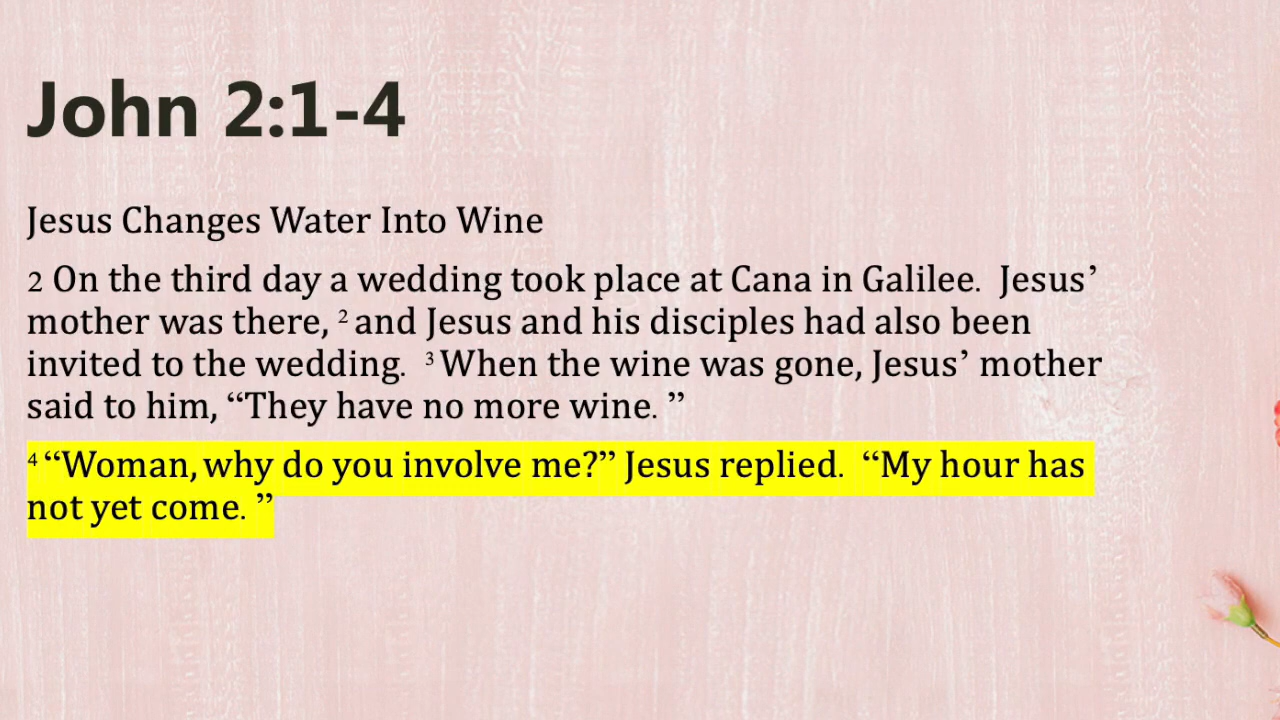 John 2:1-4
Jesus Changes Water Into Wine
2 On the third day a wedding took place at Cana in Galilee.  Jesus’
mother was there, ² and Jesus and his disciples had also been
invited to the wedding.  ³ When the wine was gone, Jesus’ mother
said to him, “They have no more wine. ”
⁴ “Woman, why do you involve me?” Jesus replied.  “My hour has
not yet come. ”